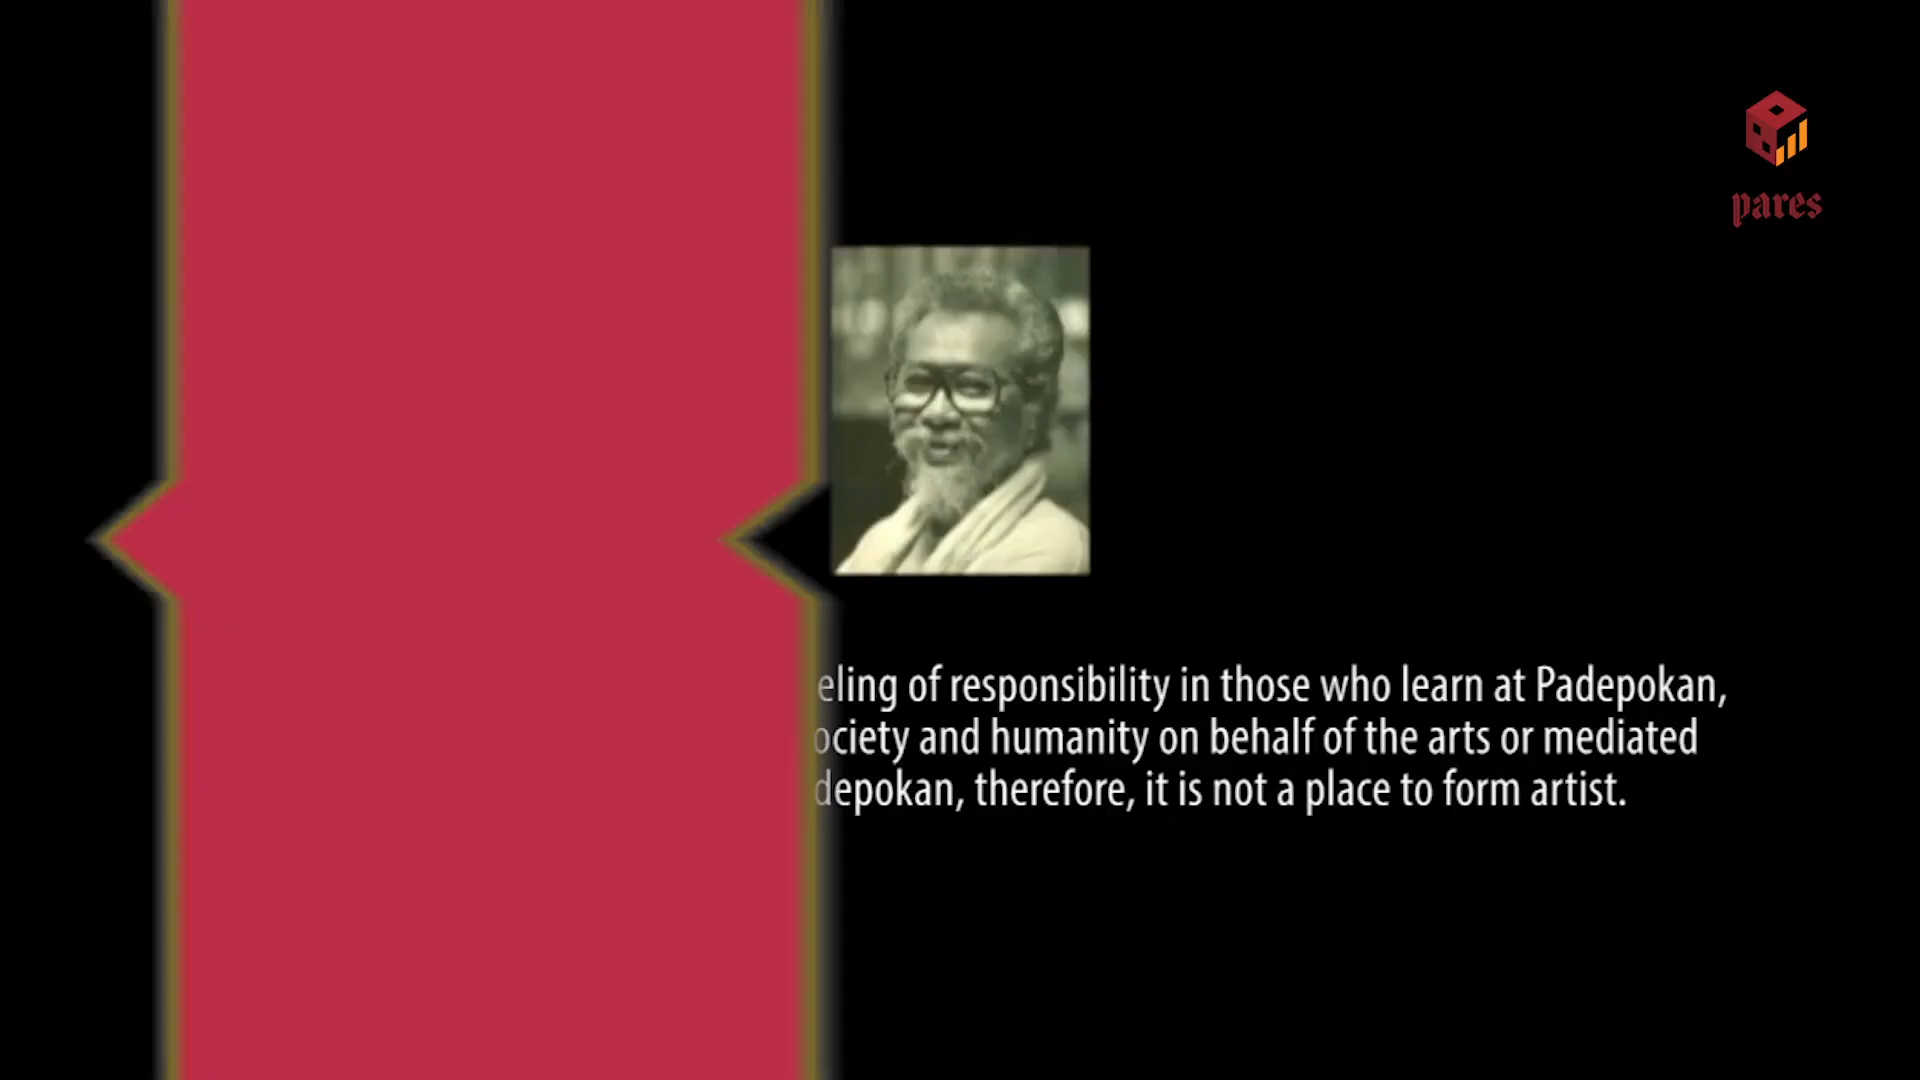 pares
eling of responsibility in those who learn at Padepokan,
ociety and humanity on behalf of the arts or mediated
depokan, therefore, it is not a place to form artist.